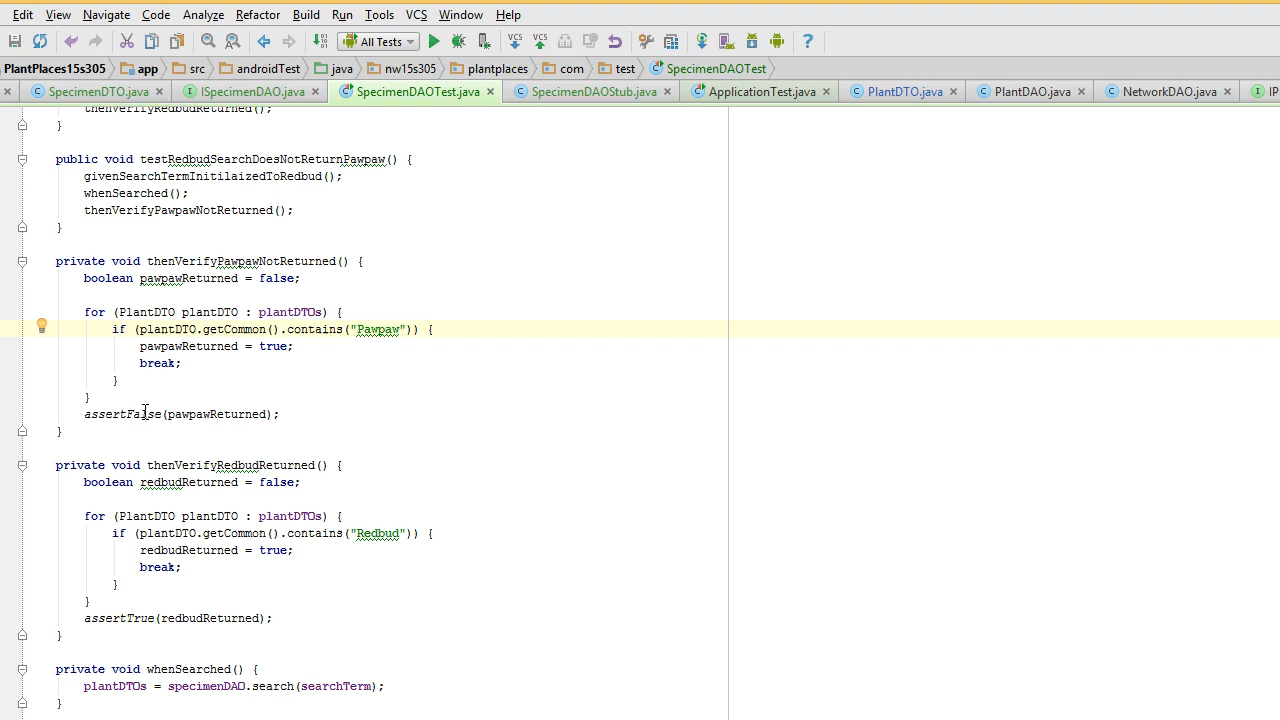 Edit View Navigate Code Analyze Refactor Build Run Tools VCS Window Help
All Tests VCS VCS ?
PlantPlaces15s305 app src androidTest java nw15s305 plantplaces com test SpecimenDAOTest
SpecimenDTO.java ISpecimenDAO.java SpecimenDAOTest.java SpecimenDAOStub.java ApplicationTest.java PlantDTO.java PlantDAO.java NetworkDAO.java IP
thenVerifyRedbudReturned();
}
public void testRedbudSearchDoesNotReturnPawpaw() {
givenSearchTermInitilaizedToRedbud();
whenSearched();
thenVerifyPawpawNotReturned();
}
private void thenVerifyPawpawNotReturned() {
boolean pawpawReturned = false;
for (PlantDTO plantDTO : plantDTOs) {
if (plantDTO.getCommon().contains("Pawpaw")) {
pawpawReturned = true;
break;
}
}
assertFalse(pawpawReturned);
}
private void thenVerifyRedbudReturned() {
boolean redbudReturned = false;
for (PlantDTO plantDTO : plantDTOs) {
if (plantDTO.getCommon().contains("Redbud")) {
redbudReturned = true;
break;
}
}
assertTrue(redbudReturned);
}
private void whenSearched() {
plantDTOs = specimenDAO.search(searchTerm);
}